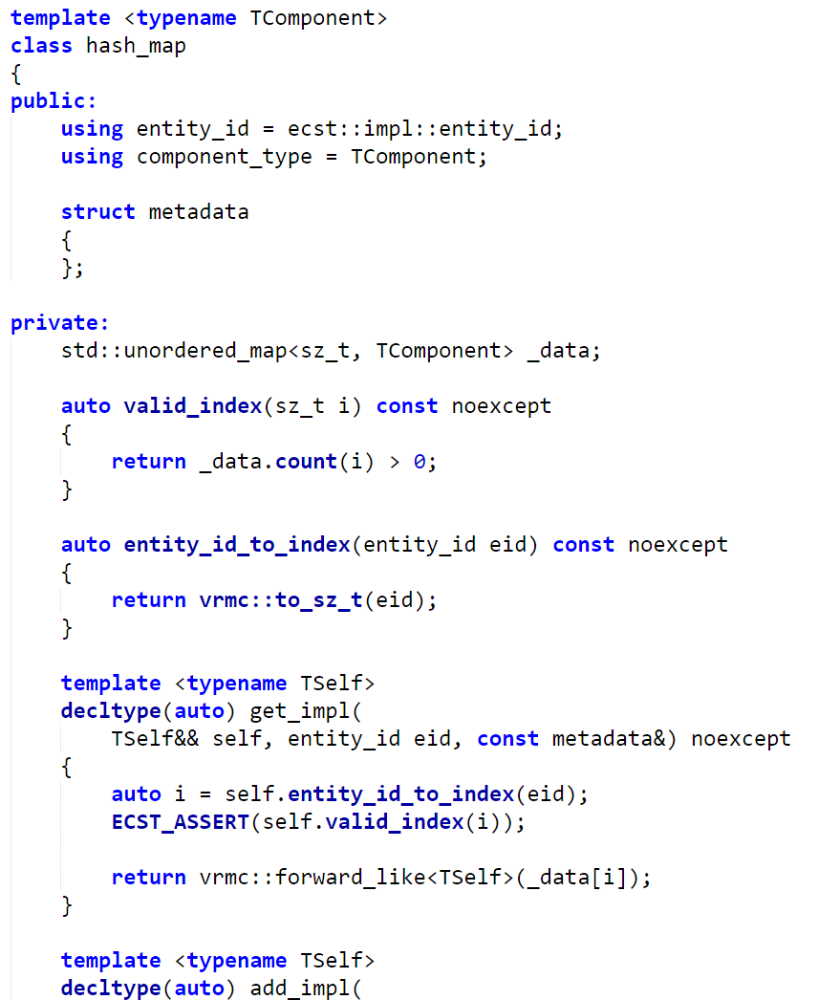 template <typename TComponent>
class hash_map
{
public:
    using entity_id = ecst::impl::entity_id;
    using component_type = TComponent;

    struct metadata
    {
    };

private:
    std::unordered_map<sz_t, TComponent> _data;

    auto valid_index(sz_t i) const noexcept
    {
        return _data.count(i) > 0;
    }

    auto entity_id_to_index(entity_id eid) const noexcept
    {
        return vrmc::to_sz_t(eid);
    }

    template <typename TSelf>
    decltype(auto) get_impl(
        TSelf&& self, entity_id eid, const metadata&) noexcept
    {
        auto i = self.entity_id_to_index(eid);
        ECST_ASSERT(self.valid_index(i));

        return vrmc::forward_like<TSelf>(_data[i]);
    }

    template <typename TSelf>
    decltype(auto) add_impl(